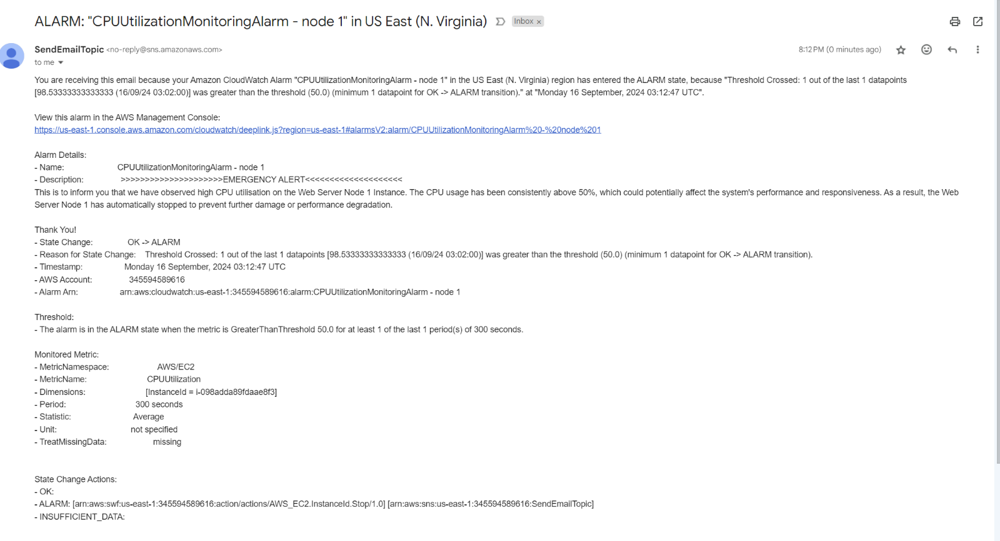 ALARM: "CPUUtilizationMonitoringAlarm - node 1" in US East (N. Virginia) Inbox x
SendEmailTopic <no-reply@sns.amazonaws.com> 8:12 PM (0 minutes ago)
to me
You are receiving this email because your Amazon CloudWatch Alarm "CPUUtilizationMonitoringAlarm - node 1" in the US East (N. Virginia) region has entered the ALARM state, because "Threshold Crossed: 1 out of the last 1 datapoints
[98.53333333333333 (16/09/24 03:02:00)] was greater than the threshold (50.0) (minimum 1 datapoint for OK -> ALARM transition)." at "Monday 16 September, 2024 03:12:47 UTC".
View this alarm in the AWS Management Console:
https://us-east-1.console.aws.amazon.com/cloudwatch/deeplink.js?region=us-east-1#alarmsV2:alarm/CPUUtilizationMonitoringAlarm%20-%20node%201
Alarm Details:
- Name: CPUUtilizationMonitoringAlarm - node 1
- Description: >>>>>>>>>>>>>>>>>>>>>EMERGENCY ALERT<<<<<<<<<<<<<<<<<<<<
This is to inform you that we have observed high CPU utilisation on the Web Server Node 1 Instance. The CPU usage has been consistently above 50%, which could potentially affect the system's performance and responsiveness. As a result, the Web
Server Node 1 has automatically stopped to prevent further damage or performance degradation.
Thank You!
- State Change: OK -> ALARM
- Reason for State Change: Threshold Crossed: 1 out of the last 1 datapoints [98.53333333333333 (16/09/24 03:02:00)] was greater than the threshold (50.0) (minimum 1 datapoint for OK -> ALARM transition).
- Timestamp: Monday 16 September, 2024 03:12:47 UTC
- AWS Account: 345594589616
- Alarm Arn: arn:aws:cloudwatch:us-east-1:345594589616:alarm:CPUUtilizationMonitoringAlarm - node 1
Threshold:
- The alarm is in the ALARM state when the metric is GreaterThanThreshold 50.0 for at least 1 of the last 1 period(s) of 300 seconds.
Monitored Metric:
- MetricNamespace: AWS/EC2
- MetricName: CPUUtilization
- Dimensions: [InstanceId = i-098adda89fdaae8f3]
- Period: 300 seconds
- Statistic: Average
- Unit: not specified
- TreatMissingData: missing
State Change Actions:
- OK:
- ALARM: [arn:aws:swf:us-east-1:345594589616:action/actions/AWS_EC2.InstanceId.Stop/1.0] [arn:aws:sns:us-east-1:345594589616:SendEmailTopic]
- INSUFFICIENT_DATA: